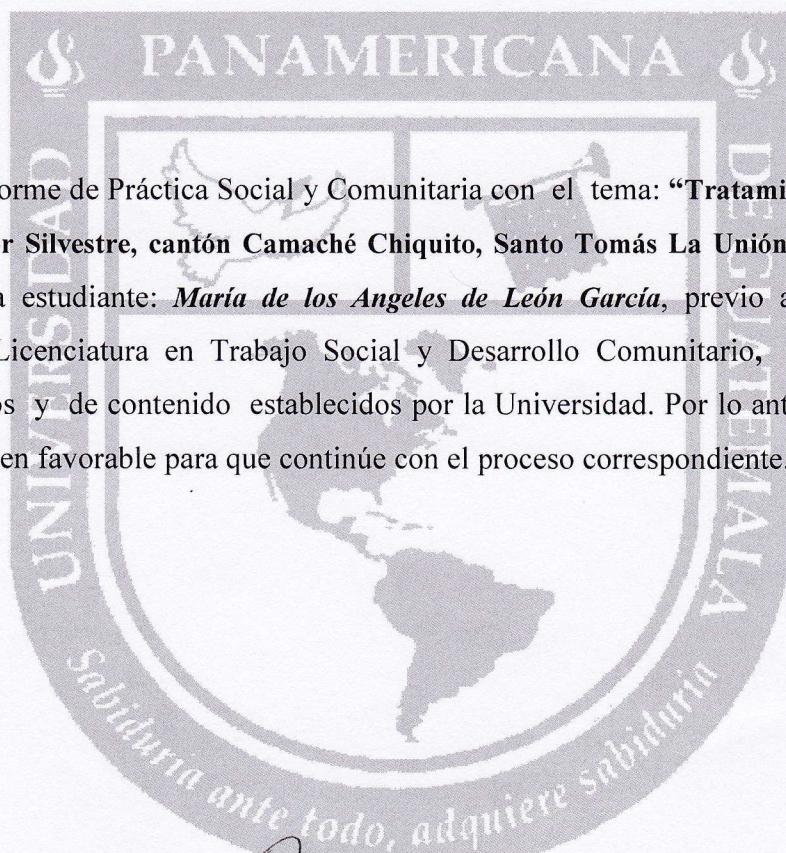 PANAMERICANA
UNIVERSIDAD
DE GUATEMALA
orme de Práctica Social y Comunitaria con el tema: “Tratami
r Silvestre, cantón Camaché Chiquito, Santo Tomás La Unión
a estudiante: María de los Angeles de León García, previo a
Licenciatura en Trabajo Social y Desarrollo Comunitario,
os y de contenido establecidos por la Universidad. Por lo ant
en favorable para que continúe con el proceso correspondiente.
Sabiduría ante todo, adquiere sabiduría